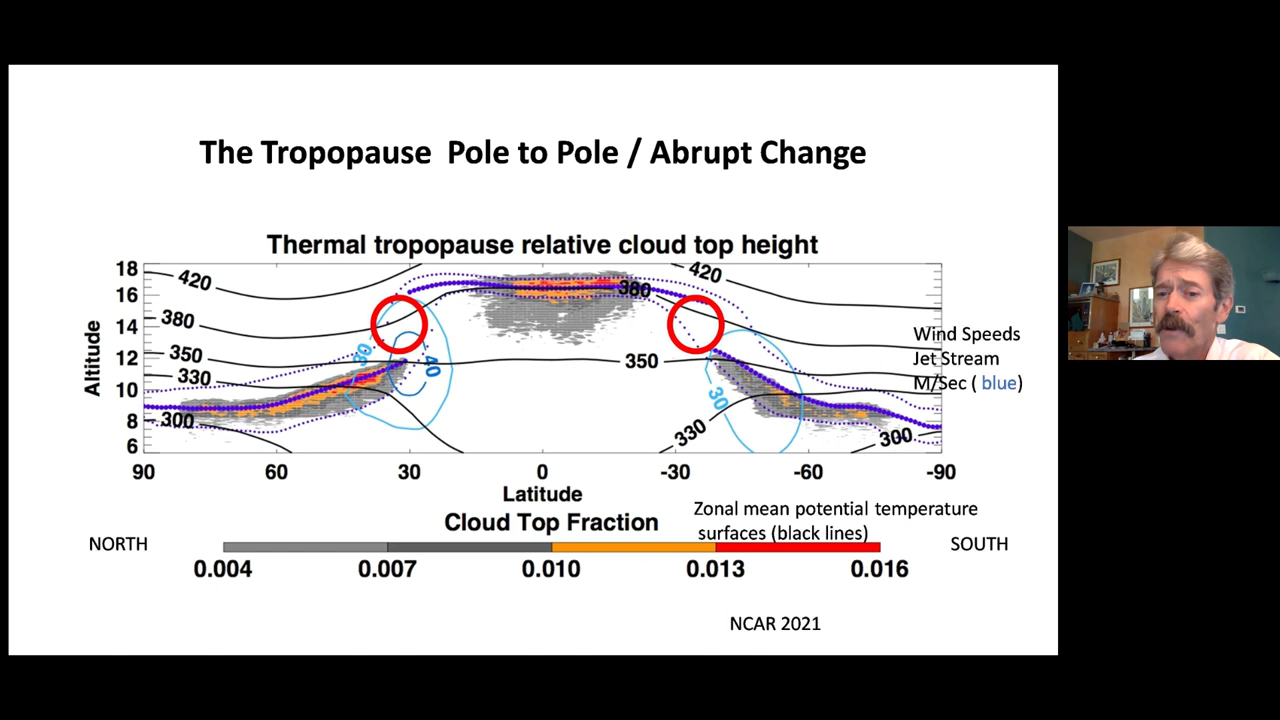 The Tropopause Pole to Pole / Abrupt Change
Thermal tropopause relative cloud top height
18
16
14
12
10
8
6
Altitude
420
380
350
330
300
30
40
380
350
420
30
330
300
Wind Speeds
Jet Stream
M/Sec ( blue)
90
60
30
0
-30
-60
-90
Latitude
Cloud Top Fraction
Zonal mean potential temperature
surfaces (black lines)
NORTH
SOUTH
0.004
0.007
0.010
0.013
0.016
NCAR 2021